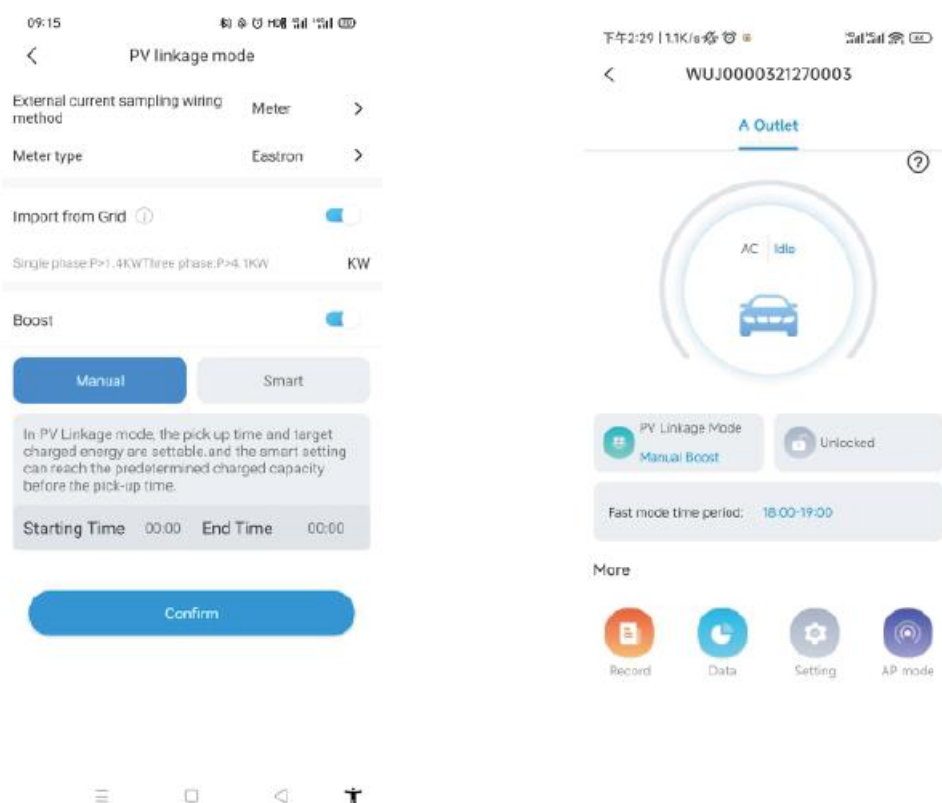 09:15
PV linkage mode
External current sampling wiring
method
Meter
Meter type
Eastron
Import from Grid
Single phase:P>1.4KWThree phase:P>4.1KW
KW
Boost
Manual
Smart
In PV Linkage mode, the pick up time and target
charged energy are settable.and the smart setting
can reach the predetermined charged capacity
before the pick-up time.
Starting Time 00:00 End Time 00:00
Confirm
下午2:29 | 1.1K/s
WUJ0000321270003
A Outlet
AC Idle
PV Linkage Mode
Manual Boost
Unlocked
Fast mode time period: 18:00-19:00
More
Record
Data
Setting
AP mode